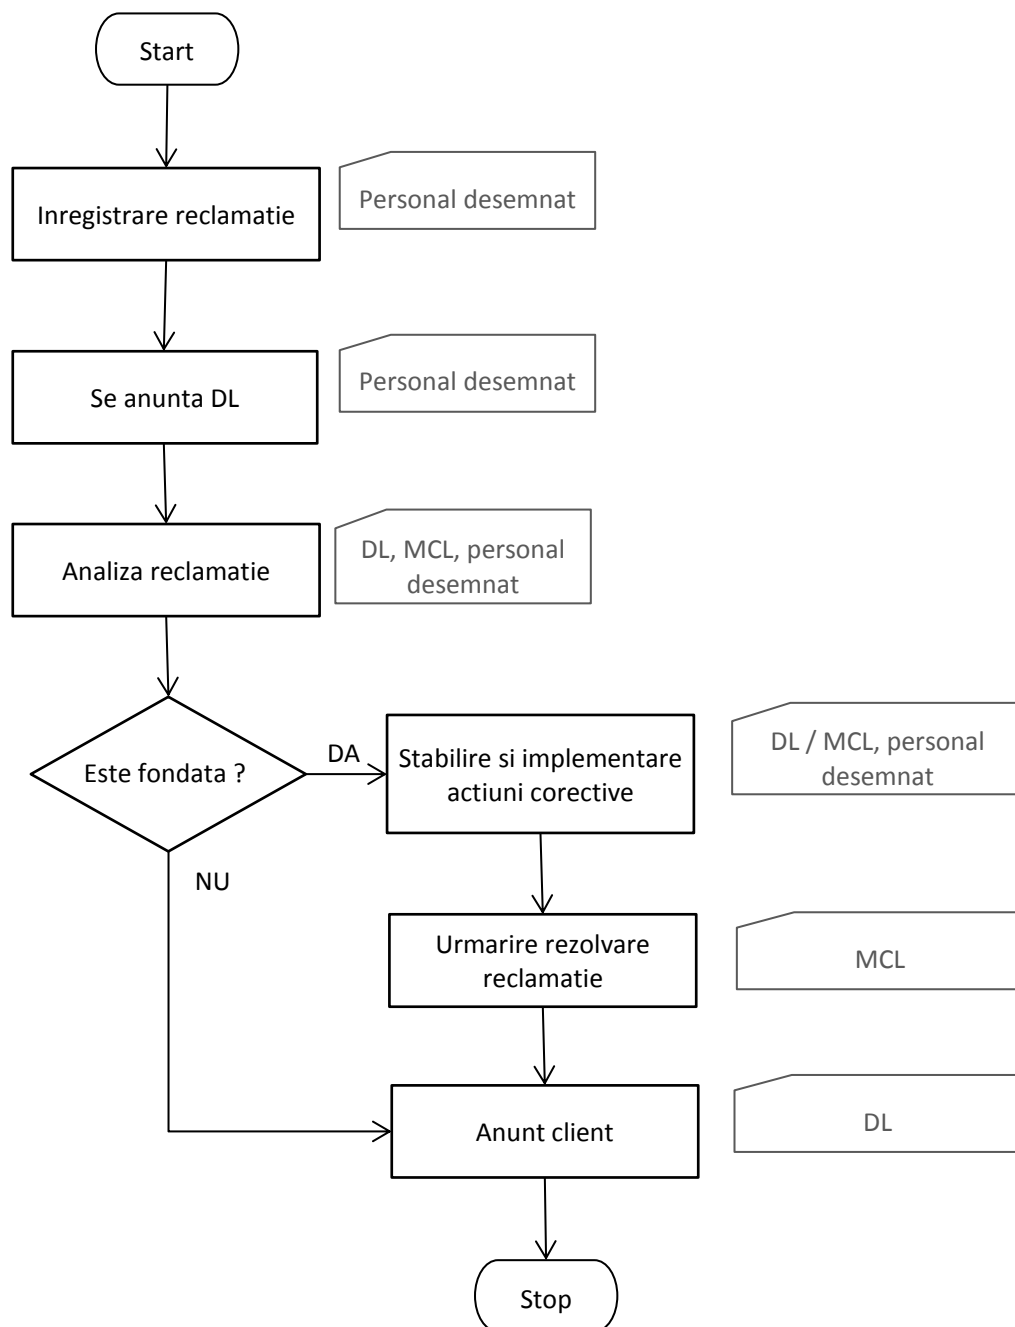 Start
Inregistrare reclamatie
Personal desemnat
Se anunta DL
Personal desemnat
Analiza reclamatie
DL, MCL, personal
desemnat
Este fondata ?
DA
Stabilire si implementare
actiuni corective
DL / MCL, personal
desemnat
NU
Urmarire rezolvare
reclamatie
MCL
Anunt client
DL
Stop